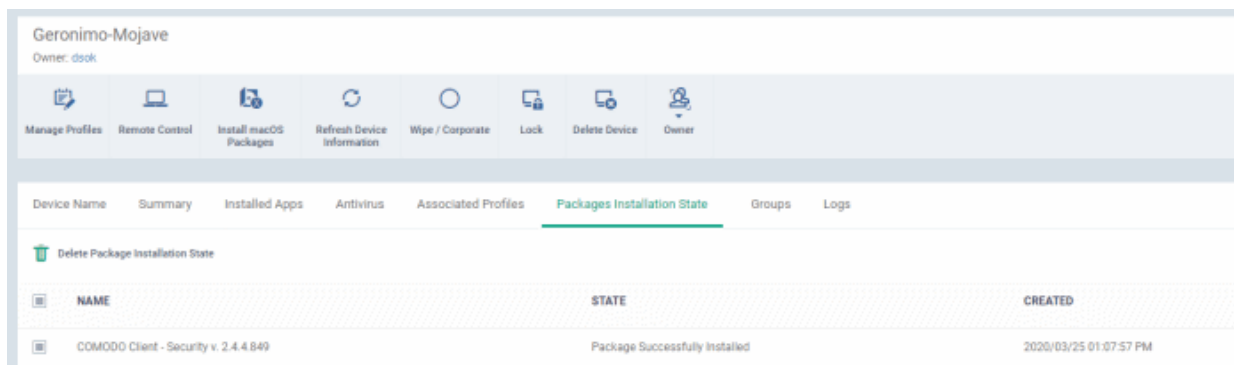 Geronimo-Mojave
Owner: dsok
Manage Profiles Remote Control Install macOS Packages Refresh Device Information Wipe / Corporate Lock Delete Device Owner
Device Name Summary Installed Apps Antivirus Associated Profiles Packages Installation State Groups Logs
Delete Package Installation State
NAME STATE CREATED
COMODO Client - Security v. 2.4.4.849 Package Successfully Installed 2020/03/25 01:07:57 PM